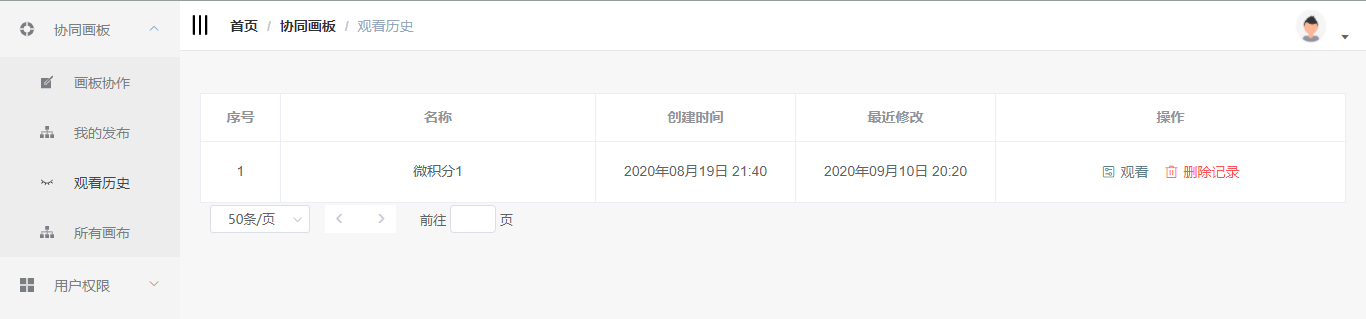 协同画板
画板协作
我的发布
观看历史
所有画布
用户权限
首页 / 协同画板 / 观看历史
序号 名称 创建时间 最近修改 操作
1 微积分1 2020年08月19日 21:40 2020年09月10日 20:20 观看 删除记录
50条/页 前往 页